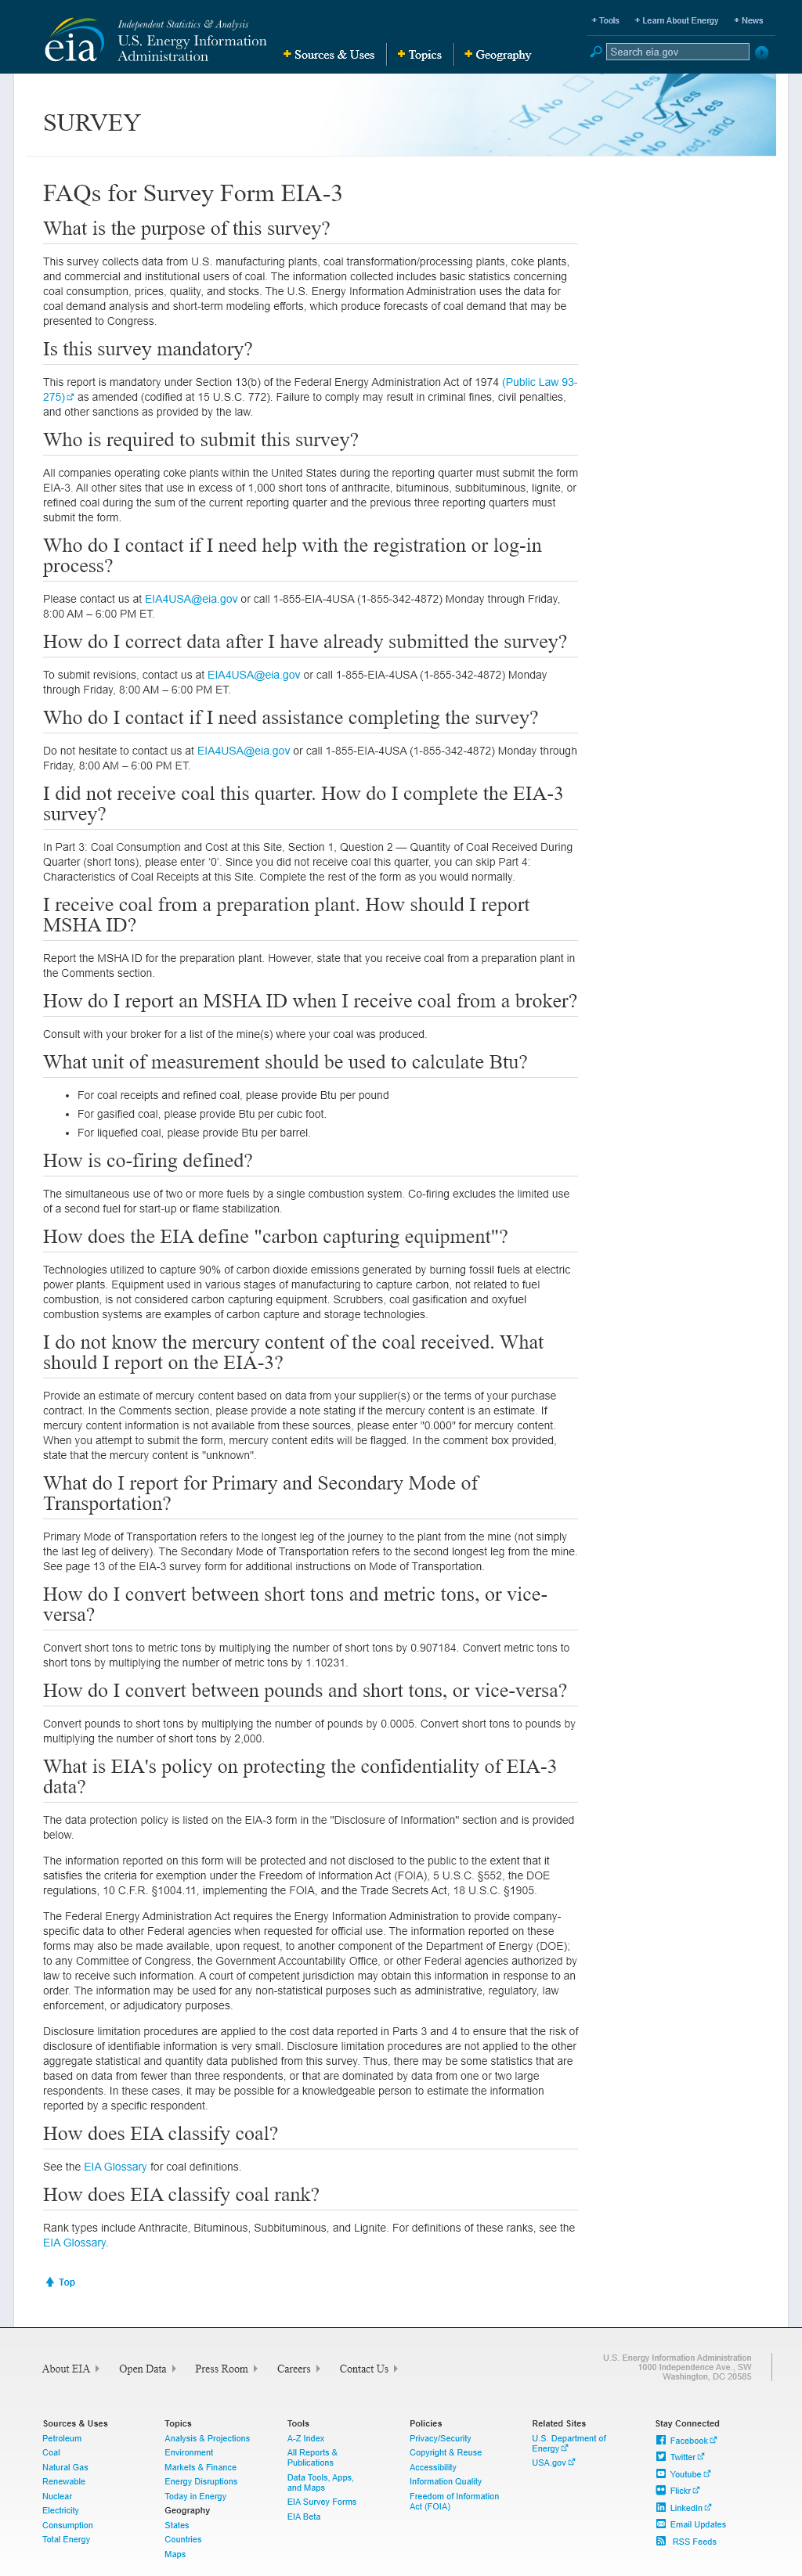 Independent Statistics & Analysis
U.S. Energy Information
Administration
eia
+ Sources & Uses
+ Topics
+ Geography
+ Tools
+ Learn About Energy
+ News
Search eia.gov
SURVEY
FAQs for Survey Form EIA-3
What is the purpose of this survey?
This survey collects data from U.S. manufacturing plants, coal transformation/processing plants, coke plants,
and commercial and institutional users of coal. The information collected includes basic statistics concerning
coal consumption, prices, quality, and stocks. The U.S. Energy Information Administration uses the data for
coal demand analysis and short-term modeling efforts, which produce forecasts of coal demand that may be
presented to Congress.
Is this survey mandatory?
This report is mandatory under Section 13(b) of the Federal Energy Administration Act of 1974 (Public Law 93-
275) as amended (codified at 15 U.S.C. 772). Failure to comply may result in criminal fines, civil penalties,
and other sanctions as provided by the law.
Who is required to submit this survey?
All companies operating coke plants within the United States during the reporting quarter must submit the form
EIA-3. All other sites that use in excess of 1,000 short tons of anthracite, bituminous, subbituminous, lignite, or
refined coal during the sum of the current reporting quarter and the previous three reporting quarters must
submit the form.
Who do I contact if I need help with the registration or log-in
process?
Please contact us at EIA4USA@eia.gov or call 1-855-EIA-4USA (1-855-342-4872) Monday through Friday,
8:00 AM – 6:00 PM ET.
How do I correct data after I have already submitted the survey?
To submit revisions, contact us at EIA4USA@eia.gov or call 1-855-EIA-4USA (1-855-342-4872) Monday
through Friday, 8:00 AM – 6:00 PM ET.
Who do I contact if I need assistance completing the survey?
Do not hesitate to contact us at EIA4USA@eia.gov or call 1-855-EIA-4USA (1-855-342-4872) Monday through
Friday, 8:00 AM – 6:00 PM ET.
I did not receive coal this quarter. How do I complete the EIA-3
survey?
In Part 3: Coal Consumption and Cost at this Site, Section 1, Question 2 — Quantity of Coal Received During
Quarter (short tons), please enter '0'. Since you did not receive coal this quarter, you can skip Part 4:
Characteristics of Coal Receipts at this Site. Complete the rest of the form as you would normally.
I receive coal from a preparation plant. How should I report
MSHA ID?
Report the MSHA ID for the preparation plant. However, state that you receive coal from a preparation plant in
the Comments section.
How do I report an MSHA ID when I receive coal from a broker?
Consult with your broker for a list of the mine(s) where your coal was produced.
What unit of measurement should be used to calculate Btu?
• For coal receipts and refined coal, please provide Btu per pound
• For gasified coal, please provide Btu per cubic foot.
• For liquefied coal, please provide Btu per barrel.
How is co-firing defined?
The simultaneous use of two or more fuels by a single combustion system. Co-firing excludes the limited use
of a second fuel for start-up or flame stabilization.
How does the EIA define "carbon capturing equipment"?
Technologies utilized to capture 90% of carbon dioxide emissions generated by burning fossil fuels at electric
power plants. Equipment used in various stages of manufacturing to capture carbon, not related to fuel
combustion, is not considered carbon capturing equipment. Scrubbers, coal gasification and oxyfuel
combustion systems are examples of carbon capture and storage technologies.
I do not know the mercury content of the coal received. What
should I report on the EIA-3?
Provide an estimate of mercury content based on data from your supplier(s) or the terms of your purchase
contract. In the Comments section, please provide a note stating if the mercury content is an estimate. If
mercury content information is not available from these sources, please enter "0.000" for mercury content.
When you attempt to submit the form, mercury content edits will be flagged. In the comment box provided,
state that the mercury content is "unknown".
What do I report for Primary and Secondary Mode of
Transportation?
Primary Mode of Transportation refers to the longest leg of the journey to the plant from the mine (not simply
the last leg of delivery). The Secondary Mode of Transportation refers to the second longest leg from the mine.
See page 13 of the EIA-3 survey form for additional instructions on Mode of Transportation.
How do I convert between short tons and metric tons, or vice-
versa?
Convert short tons to metric tons by multiplying the number of short tons by 0.907184. Convert metric tons to
short tons by multiplying the number of metric tons by 1.10231.
How do I convert between pounds and short tons, or vice-versa?
Convert pounds to short tons by multiplying the number of pounds by 0.0005. Convert short tons to pounds by
multiplying the number of short tons by 2,000.
What is EIA's policy on protecting the confidentiality of EIA-3
data?
The data protection policy is listed on the EIA-3 form in the "Disclosure of Information" section and is provided
below.
The information reported on this form will be protected and not disclosed to the public to the extent that it
satisfies the criteria for exemption under the Freedom of Information Act (FOIA), 5 U.S.C. §552, the DOE
regulations, 10 C.F.R. §1004.11, implementing the FOIA, and the Trade Secrets Act, 18 U.S.C. §1905.
The Federal Energy Administration Act requires the Energy Information Administration to provide company-
specific data to other Federal agencies when requested for official use. The information reported on these
forms may also be made available, upon request, to another component of the Department of Energy (DOE);
to any Committee of Congress, the Government Accountability Office, or other Federal agencies authorized by
law to receive such information. A court of competent jurisdiction may obtain this information in response to an
order. The information may be used for any non-statistical purposes such as administrative, regulatory, law
enforcement, or adjudicatory purposes.
Disclosure limitation procedures are applied to the cost data reported in Parts 3 and 4 to ensure that the risk of
disclosure of identifiable information is very small. Disclosure limitation procedures are not applied to the other
aggregate statistical and quantity data published from this survey. Thus, there may be some statistics that are
based on data from fewer than three respondents, or that are dominated by data from one or two large
respondents. In these cases, it may be possible for a knowledgeable person to estimate the information
reported by a specific respondent.
How does EIA classify coal?
See the EIA Glossary for coal definitions.
How does EIA classify coal rank?
Rank types include Anthracite, Bituminous, Subbituminous, and Lignite. For definitions of these ranks, see the
EIA Glossary.
Top
About EIA
Open Data
Press Room
Careers
Contact Us
U.S. Energy Information Administration
1000 Independence Ave., SW
Washington, DC 20585
Sources & Uses
Petroleum
Coal
Natural Gas
Renewable
Nuclear
Electricity
Consumption
Total Energy
Topics
Analysis & Projections
Environment
Markets & Finance
Energy Disruptions
Today in Energy
Geography
States
Countries
Maps
Tools
A-Z Index
All Reports &
Publications
Data Tools, Apps,
and Maps
EIA Survey Forms
EIA Beta
Policies
Privacy/Security
Copyright & Reuse
Accessibility
Information Quality
Freedom of Information
Act (FOIA)
Related Sites
U.S. Department of
Energy
USA.gov
Stay Connected
Facebook
Twitter
Youtube
Flickr
LinkedIn
Email Updates
RSS Feeds